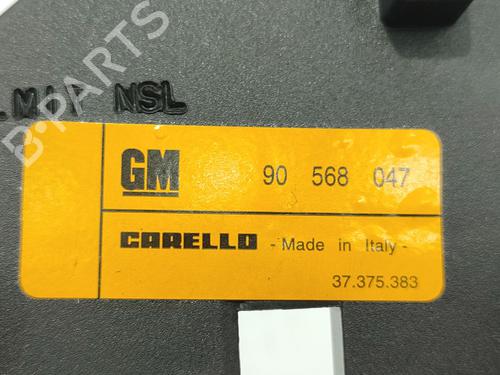 B-PARTS
NSL
GM 90 568 047
CARELLO - Made in Italy -
37.375.383